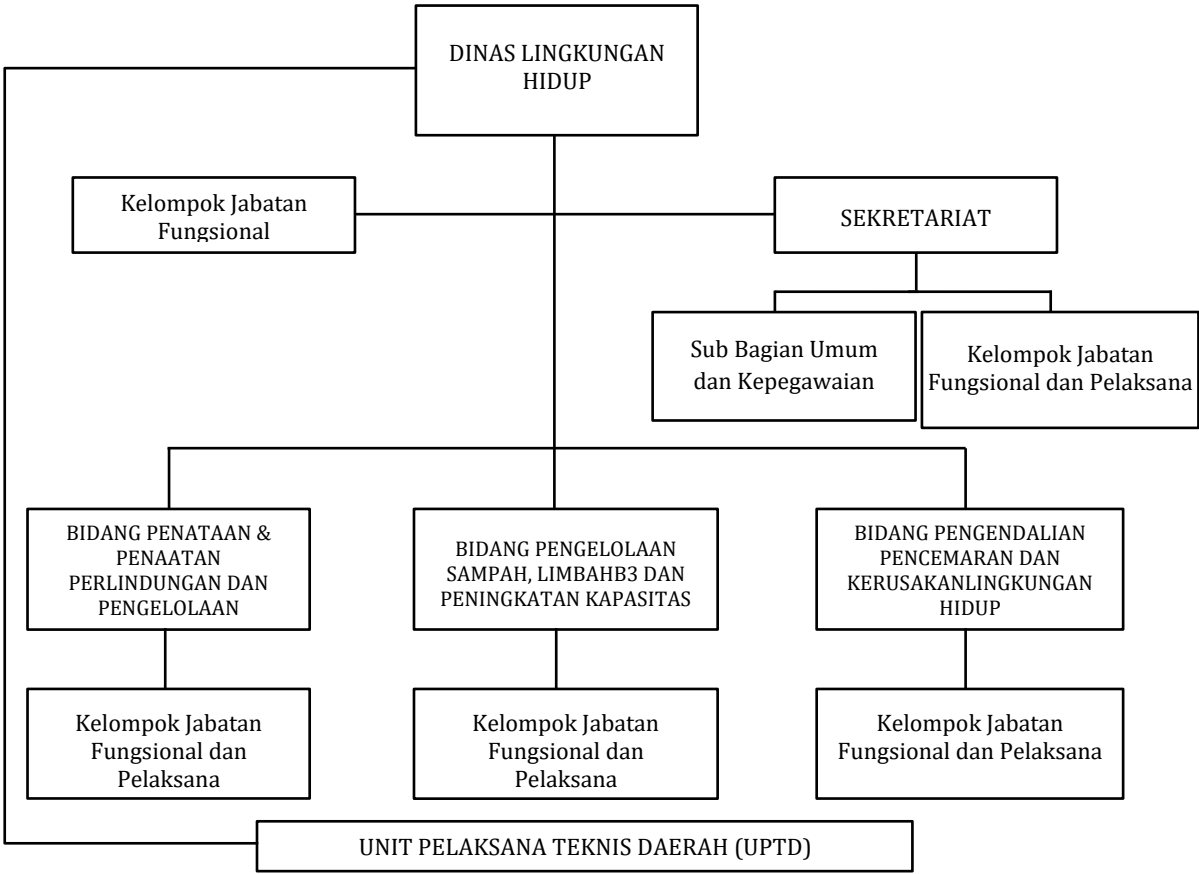 DINAS LINGKUNGAN
HIDUP
Kelompok Jabatan
Fungsional
SEKRETARIAT
Sub Bagian Umum
dan Kepegawaian
Kelompok Jabatan
Fungsional dan Pelaksana
BIDANG PENATAAN &
PENAATAN
PERLINDUNGAN DAN
PENGELOLAAN
BIDANG PENGELOLAAN
SAMPAH, LIMBAHB3 DAN
PENINGKATAN KAPASITAS
BIDANG PENGENDALIAN
PENCEMARAN DAN
KERUSAKANLINGKUNGAN
HIDUP
Kelompok Jabatan
Fungsional dan
Pelaksana
Kelompok Jabatan
Fungsional dan
Pelaksana
Kelompok Jabatan
Fungsional dan Pelaksana
UNIT PELAKSANA TEKNIS DAERAH (UPTD)